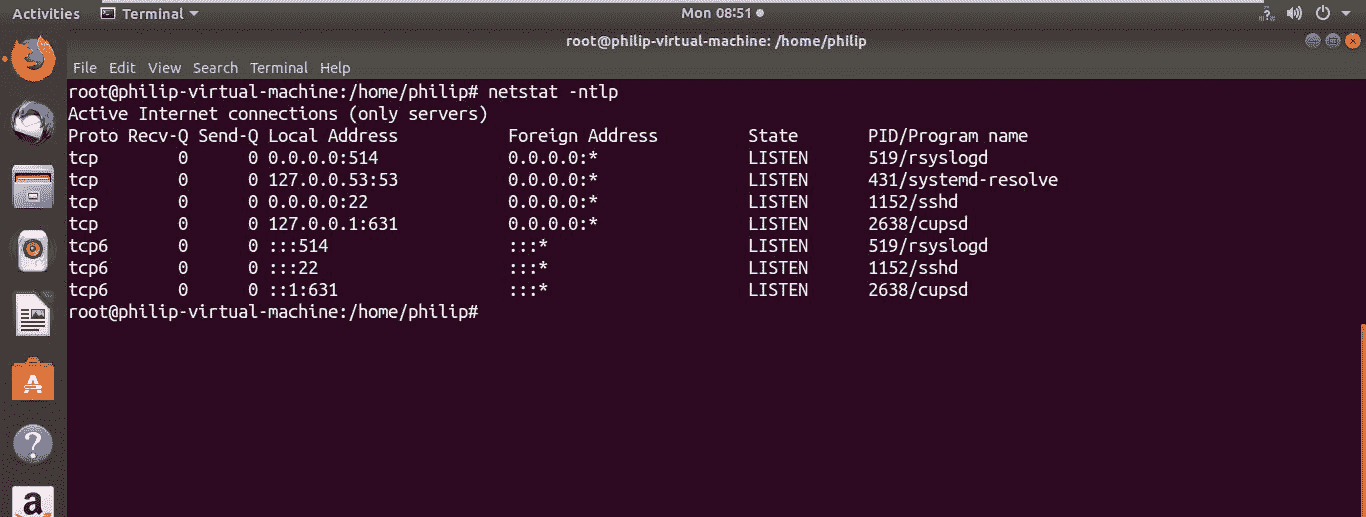 Activities Terminal Mon 08:51
root@philip-virtual-machine: /home/philip
File Edit View Search Terminal Help
root@philip-virtual-machine:/home/philip# netstat -ntlp
Active Internet connections (only servers)
Proto Recv-Q Send-Q Local Address           Foreign Address         State       PID/Program name
tcp        0      0 0.0.0.0:514             0.0.0.0:*               LISTEN      519/rsyslogd
tcp        0      0 127.0.0.53:53           0.0.0.0:*               LISTEN      431/systemd-resolve
tcp        0      0 0.0.0.0:22              0.0.0.0:*               LISTEN      1152/sshd
tcp        0      0 127.0.0.1:631           0.0.0.0:*               LISTEN      2638/cupsd
tcp6       0      0 :::514                  :::*                    LISTEN      519/rsyslogd
tcp6       0      0 :::22                   :::*                    LISTEN      1152/sshd
tcp6       0      0 ::1:631                 :::*                    LISTEN      2638/cupsd
root@philip-virtual-machine:/home/philip#